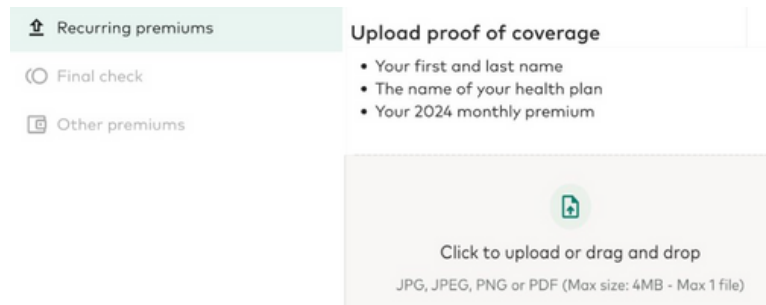 Recurring premiums
Final check
Other premiums
Upload proof of coverage
• Your first and last name
• The name of your health plan
• Your 2024 monthly premium
Click to upload or drag and drop
JPG, JPEG, PNG or PDF (Max size: 4MB - Max 1 file)